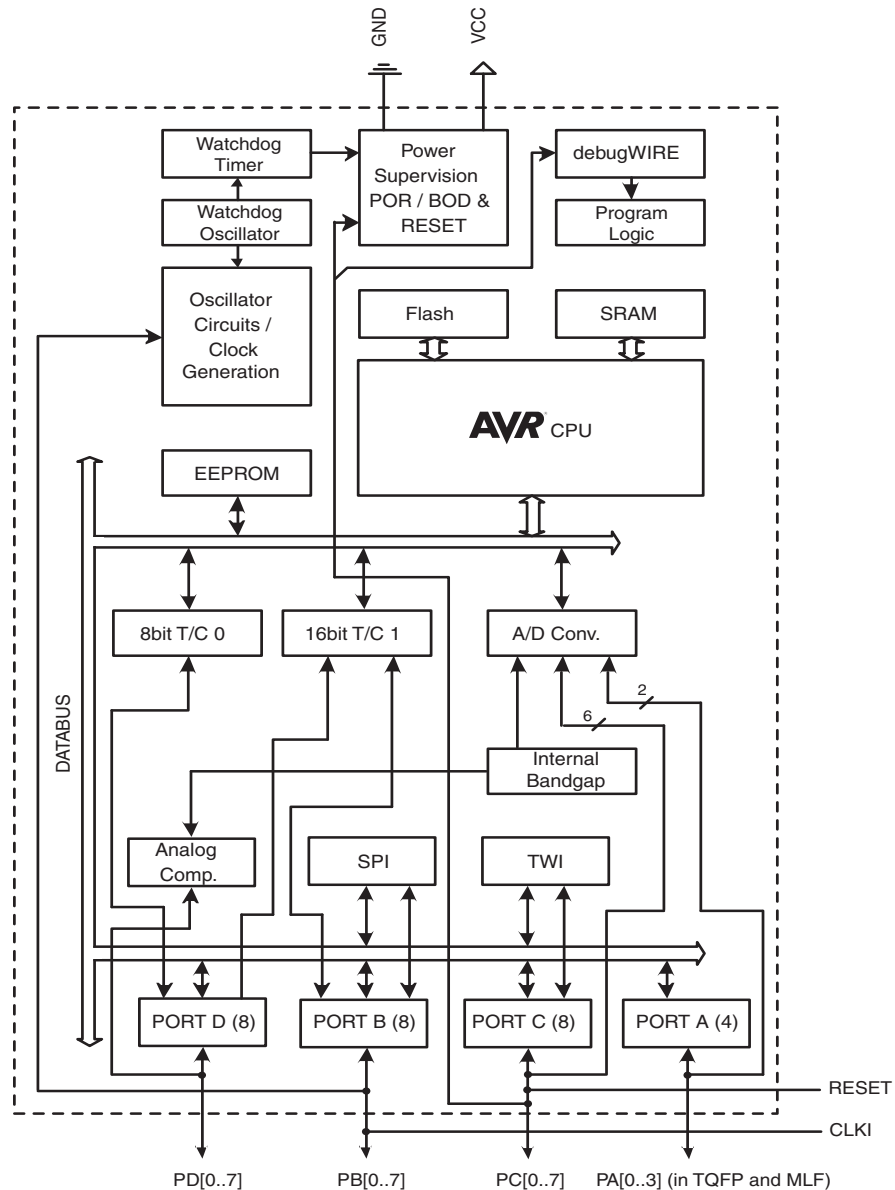 GND
VCC
Watchdog
Timer
Power
Supervision
POR / BOD &
RESET
debugWIRE
Watchdog
Oscillator
Program
Logic
Oscillator
Circuits /
Clock
Generation
Flash
SRAM
AVR CPU
EEPROM
8bit T/C 0
16bit T/C 1
A/D Conv.
DATABUS
2
6
Internal
Bandgap
Analog
Comp.
SPI
TWI
PORT D (8)
PORT B (8)
PORT C (8)
PORT A (4)
RESET
CLKI
PD[0..7]
PB[0..7]
PC[0..7]
PA[0..3] (in TQFP and MLF)